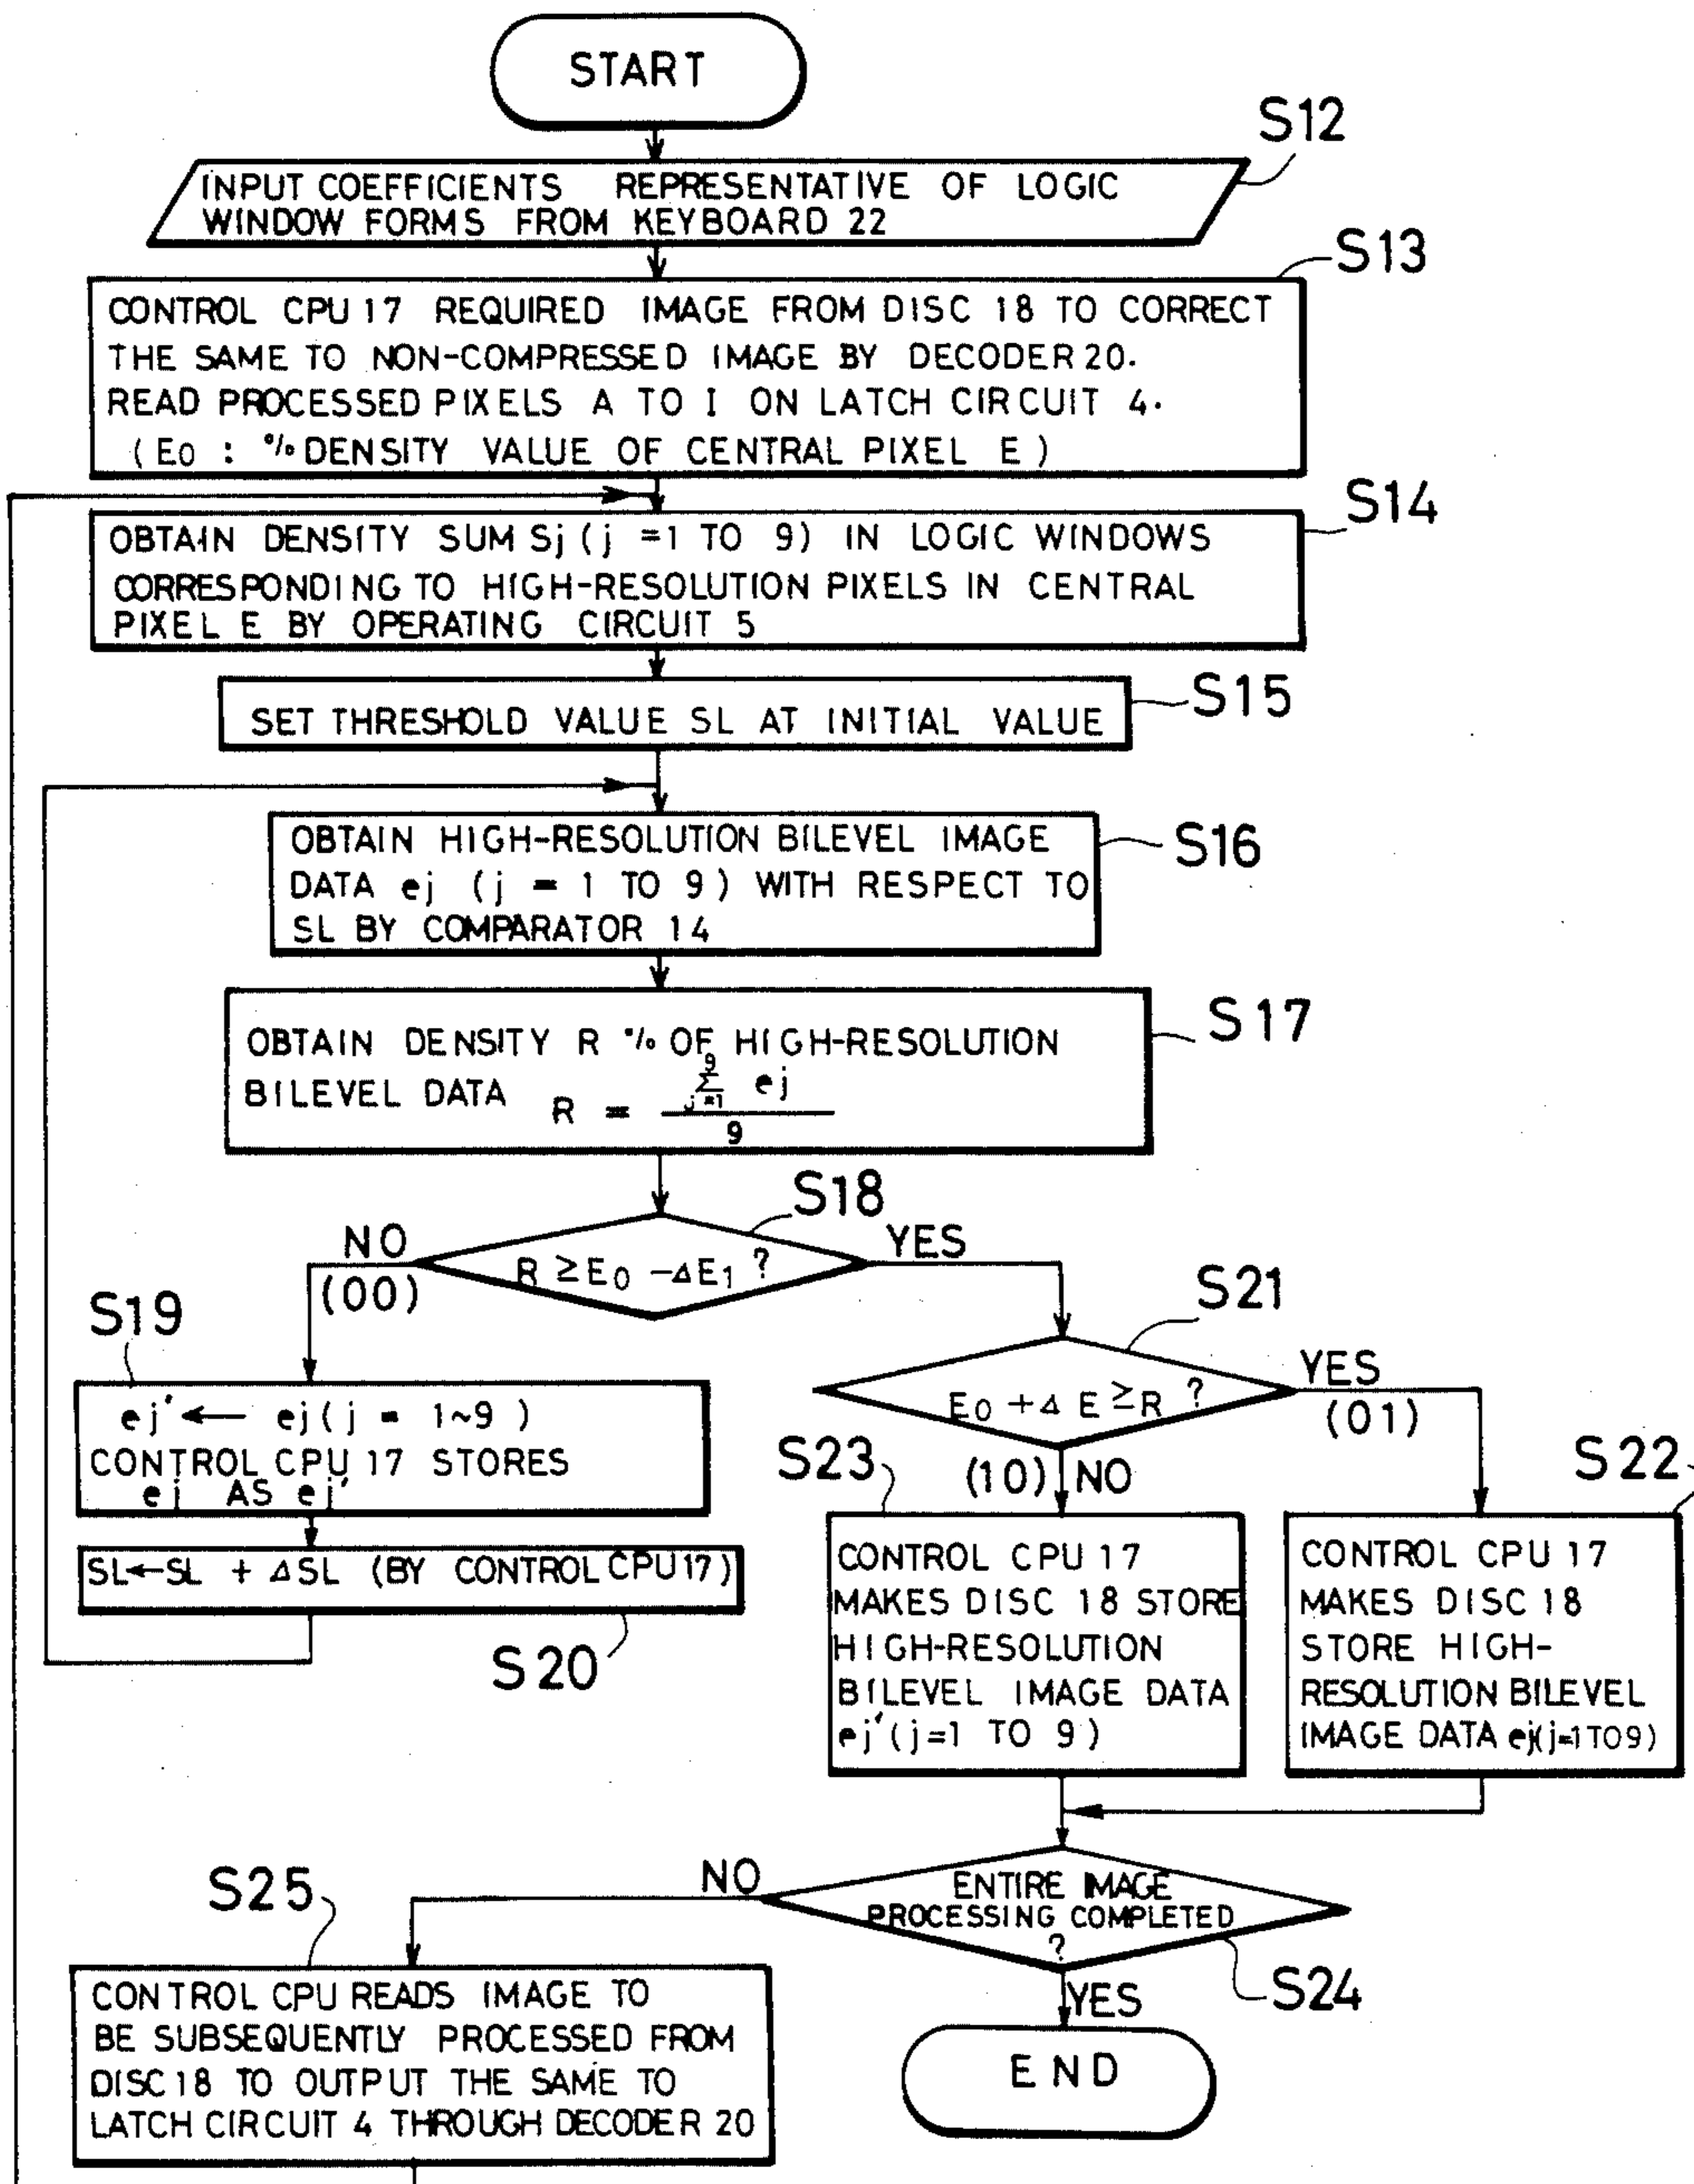 START
S12
INPUT COEFFICIENTS REPRESENTATIVE OF LOGIC
WINDOW FORMS FROM KEYBOARD 22
S13
CONTROL CPU 17 REQUIRED IMAGE FROM DISC 18 TO CORRECT
THE SAME TO NON-COMPRESSED IMAGE BY DECODER 20.
READ PROCESSED PIXELS A TO I ON LATCH CIRCUIT 4.
(E0 : % DENSITY VALUE OF CENTRAL PIXEL E)
S14
OBTAIN DENSITY SUM Sj (j =1 TO 9) IN LOGIC WINDOWS
CORRESPONDING TO HIGH-RESOLUTION PIXELS IN CENTRAL
PIXEL E BY OPERATING CIRCUIT 5
S15
SET THRESHOLD VALUE SL AT INITIAL VALUE
S16
OBTAIN HIGH-RESOLUTION BILEVEL IMAGE
DATA ej (j = 1 TO 9) WITH RESPECT TO
SL BY COMPARATOR 14
S17
OBTAIN DENSITY R % OF HIGH-RESOLUTION
BILEVEL DATA R = 9 Σ j=1 ej
9
S18
NO
YES
R ≥ E0 - ΔE1 ?
(00)
S21
S19
YES
ej' ← ej (j = 1~9)
CONTROL CPU 17 STORES
ej AS ej'
E0 + Δ E ≥ R ?
(01)
S23
(10) NO
S22
SL←SL + ΔSL (BY CONTROL CPU 17)
S20
CONTROL CPU 17
MAKES DISC 18 STORE
HIGH-RESOLUTION
BILEVEL IMAGE DATA
ej' (j=1 TO 9)
CONTROL CPU 17
MAKES DISC 18
STORE HIGH-
RESOLUTION BILEVEL
IMAGE DATA ej(j=1 TO 9)
NO
S25
ENTIRE IMAGE
PROCESSING COMPLETED
?
S24
YES
CONTROL CPU READS IMAGE TO
BE SUBSEQUENTLY PROCESSED FROM
DISC 18 TO OUTPUT THE SAME TO
LATCH CIRCUIT 4 THROUGH DECODER 20
END